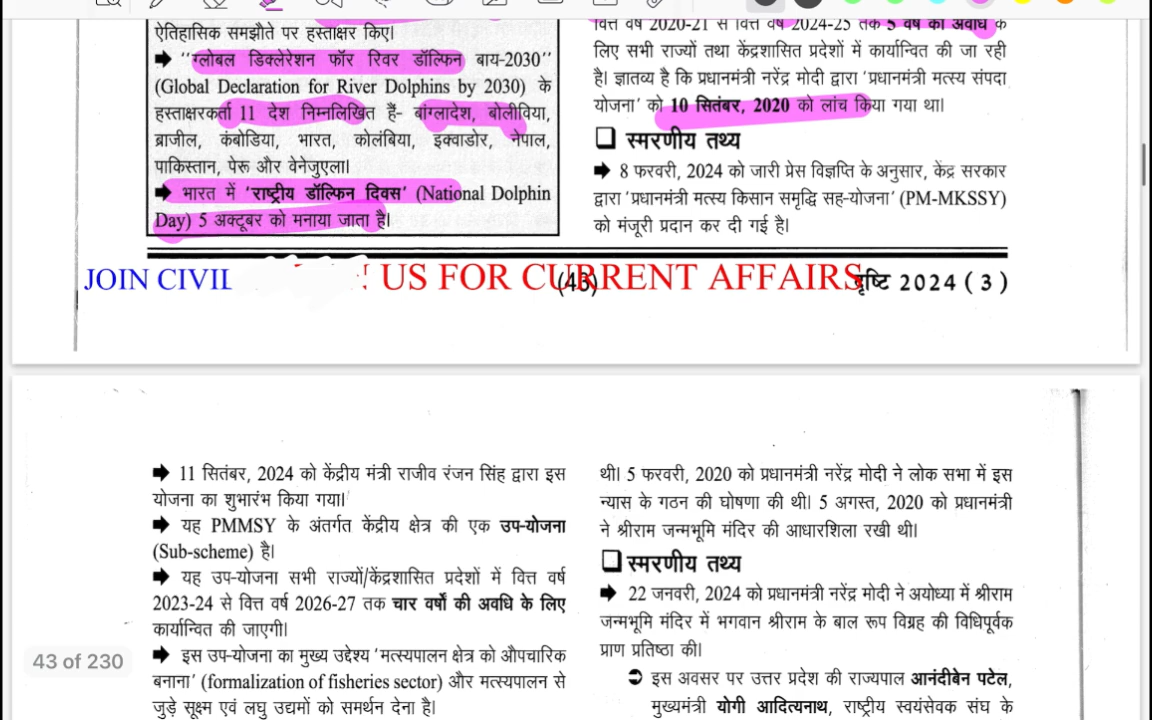 ऐतिहासिक समझौते पर हस्ताक्षर किए।
➡ "ग्लोबल डिक्लेरेशन फॉर रिवर डॉल्फिन बाय-2030"
(Global Declaration for River Dolphins by 2030) के
हस्ताक्षरकर्ता 11 देश निम्नलिखित हैं- बांग्लादेश, बोलीविया,
ब्राजील, कंबोडिया, भारत, कोलंबिया, इक्वाडोर, नेपाल,
पाकिस्तान, पेरू और वेनेजुएला।
➡ भारत में 'राष्ट्रीय डॉल्फिन दिवस' (National Dolphin
Day) 5 अक्टूबर को मनाया जाता है।
वित्त वर्ष 2020-21 से वित्त वर्ष 2024-25 तक 5 वर्ष की अवधि के
लिए सभी राज्यों तथा केंद्रशासित प्रदेशों में कार्यान्वित की जा रही
है। ज्ञातव्य है कि प्रधानमंत्री नरेंद्र मोदी द्वारा 'प्रधानमंत्री मत्स्य संपदा
योजना' को 10 सितंबर, 2020 को लांच किया गया था।
❑ स्मरणीय तथ्य
➡ 8 फरवरी, 2024 को जारी प्रेस विज्ञप्ति के अनुसार, केंद्र सरकार
द्वारा 'प्रधानमंत्री मत्स्य किसान समृद्धि सह-योजना' (PM-MKSSY)
को मंजूरी प्रदान कर दी गई है।
JOIN CIVIL US FOR CURRENT AFFAIRS
(43)
दृष्टि 2024 ( 3 )
➡ 11 सितंबर, 2024 को केंद्रीय मंत्री राजीव रंजन सिंह द्वारा इस
योजना का शुभारंभ किया गया।
➡ यह PMMSY के अंतर्गत केंद्रीय क्षेत्र की एक उप-योजना
(Sub-scheme) है।
➡ यह उप-योजना सभी राज्यों/केंद्रशासित प्रदेशों में वित्त वर्ष
2023-24 से वित्त वर्ष 2026-27 तक चार वर्षों की अवधि के लिए
कार्यान्वित की जाएगी।
➡ इस उप-योजना का मुख्य उद्देश्य 'मत्स्यपालन क्षेत्र को औपचारिक
बनाना' (formalization of fisheries sector) और मत्स्यपालन से
जुड़े सूक्ष्म एवं लघु उद्यमों को समर्थन देना है।
थी। 5 फरवरी, 2020 को प्रधानमंत्री नरेंद्र मोदी ने लोक सभा में इस
न्यास के गठन की घोषणा की थी। 5 अगस्त, 2020 को प्रधानमंत्री
ने श्रीराम जन्मभूमि मंदिर की आधारशिला रखी थी।
❑ स्मरणीय तथ्य
➡ 22 जनवरी, 2024 को प्रधानमंत्री नरेंद्र मोदी ने अयोध्या में श्रीराम
जन्मभूमि मंदिर में भगवान श्रीराम के बाल रूप विग्रह की विधिपूर्वक
प्राण प्रतिष्ठा की।
➲ इस अवसर पर उत्तर प्रदेश की राज्यपाल आनंदीबेन पटेल,
मुख्यमंत्री योगी आदित्यनाथ, राष्ट्रीय स्वयंसेवक संघ के
43 of 230